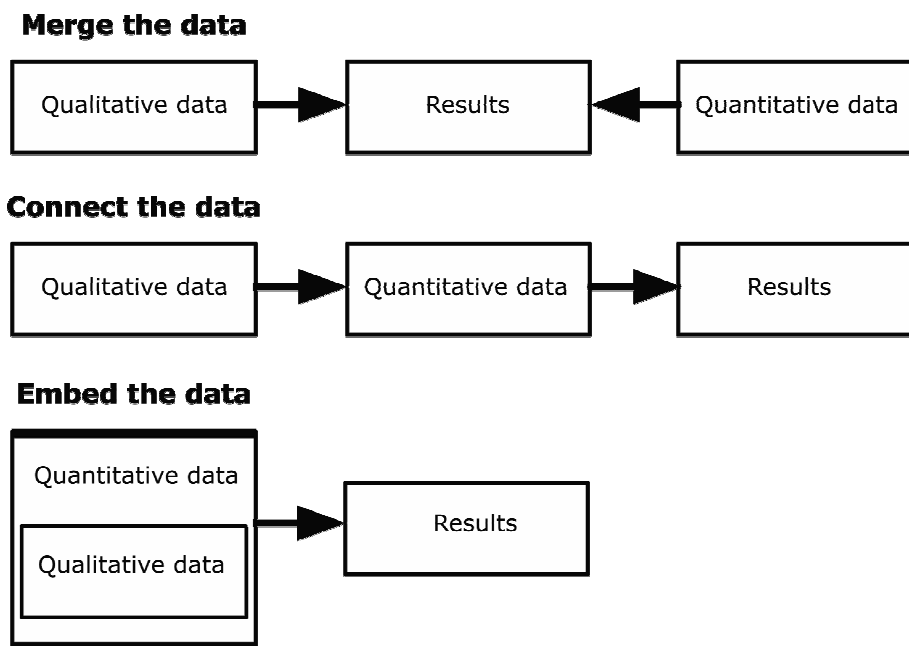 Merge the data
Qualitative data
Results
Quantitative data
Connect the data
Qualitative data
Quantitative data
Results
Embed the data
Quantitative data
Qualitative data
Results